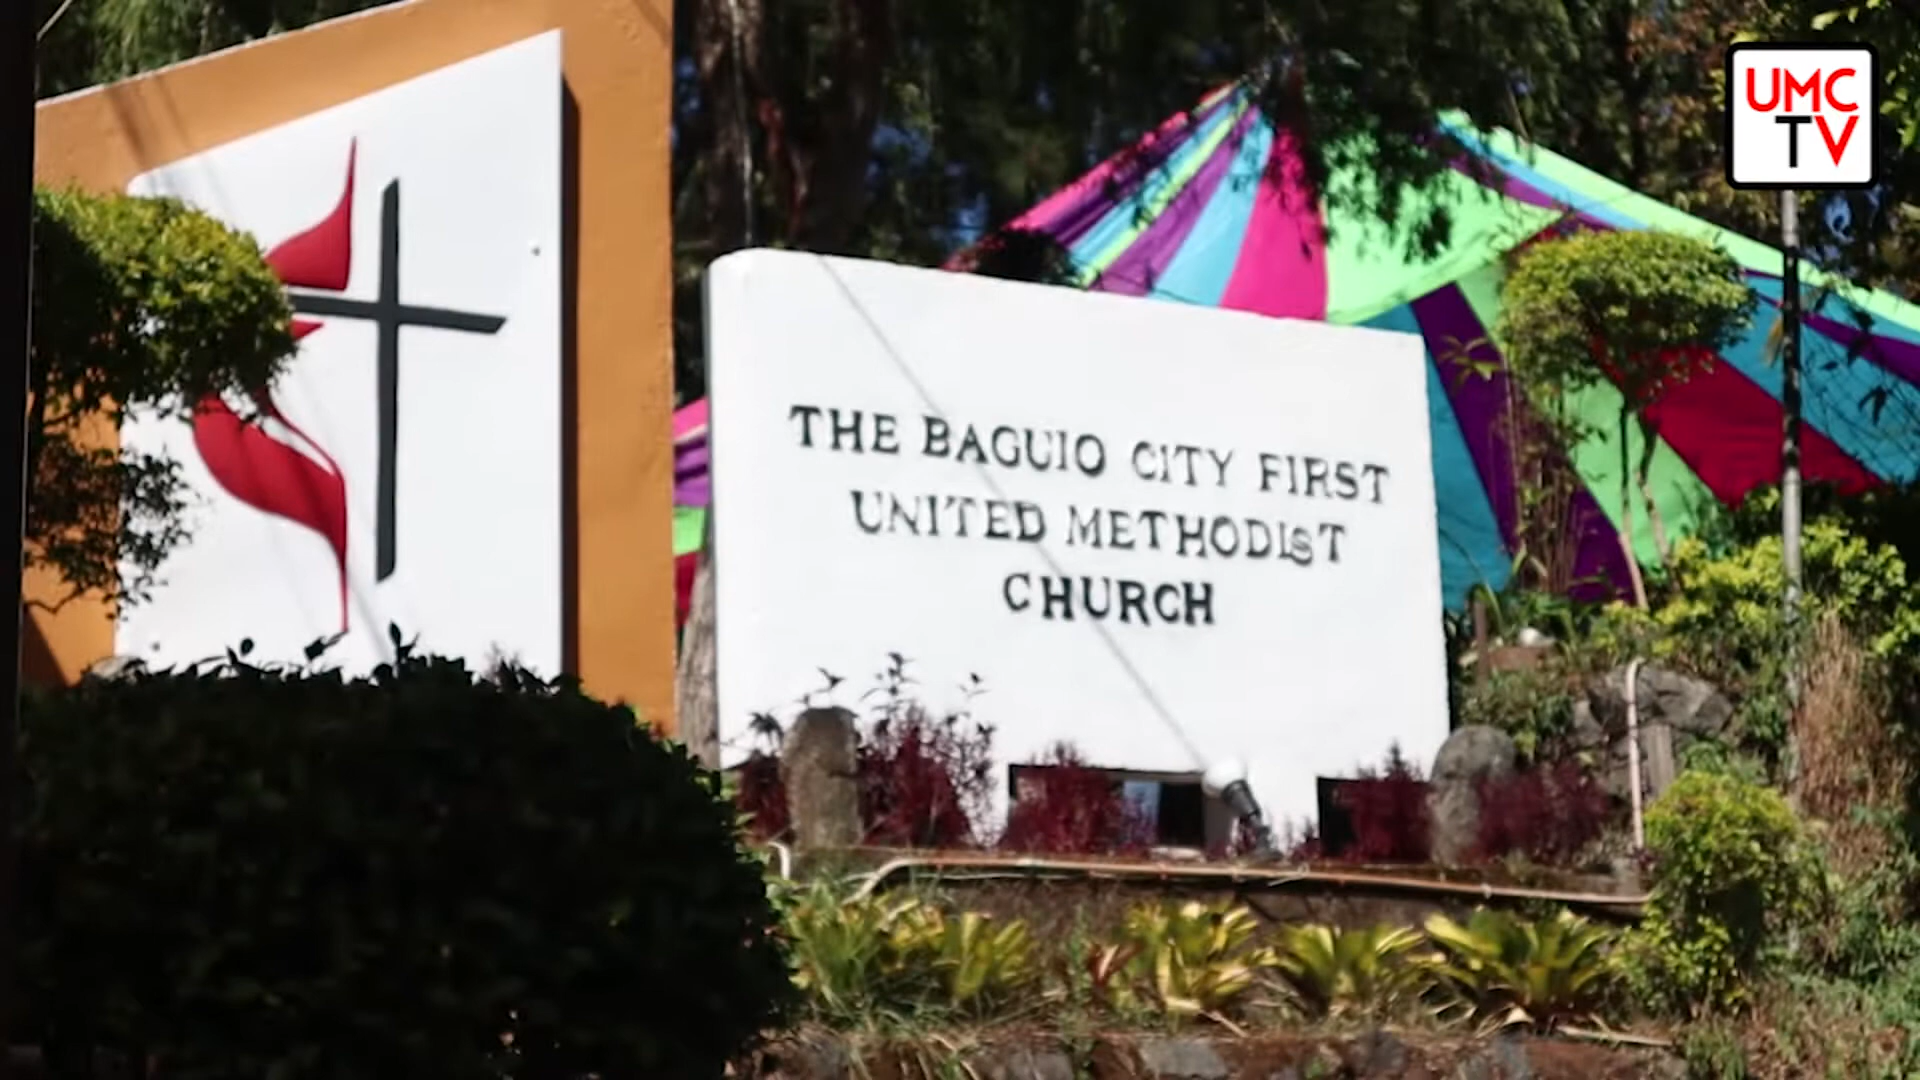 UMC
TV
THE BAGUIO CITY FIRST
UNITED METHODIST
CHURCH